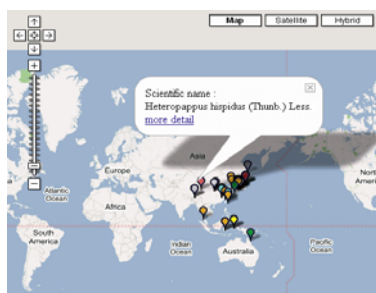 Map Satellite Hybrid
Scientific name :
Heteropappus hispidus (Thunb.) Less.
more detail
Asia
Europe
North
Atlantic
Ocean
Africa
South
America
Indian
Ocean
Australia
Pacific
Ocean